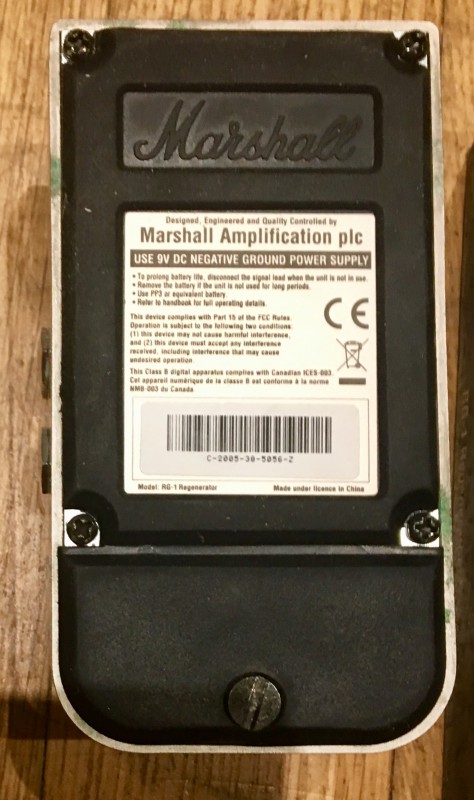 Marshall
Designed, Engineered and Quality Controlled by
Marshall Amplification plc
USE 9V DC NEGATIVE GROUND POWER SUPPLY
• To prolong battery life, disconnect the signal lead when the unit is not in use.
• Remove the battery if the unit is not used for long periods.
• Use PP3 or equivalent battery.
• Refer to handbook for full operating details.
CE
This device complies with Part 15 of the FCC Rules.
Operation is subject to the following two conditions.
(1) this device may not cause harmful interference,
and (2) this device must accept any interference
received, including interference that may cause
undesired operation.
This Class B digital apparatus complies with Canadian ICES-003.
Cet appareil numérique de la classe B est conforme à la norme
NMB-003 du Canada
C-2005-38-5056-Z
Model: RG-1 Regenerator Made under licence in China